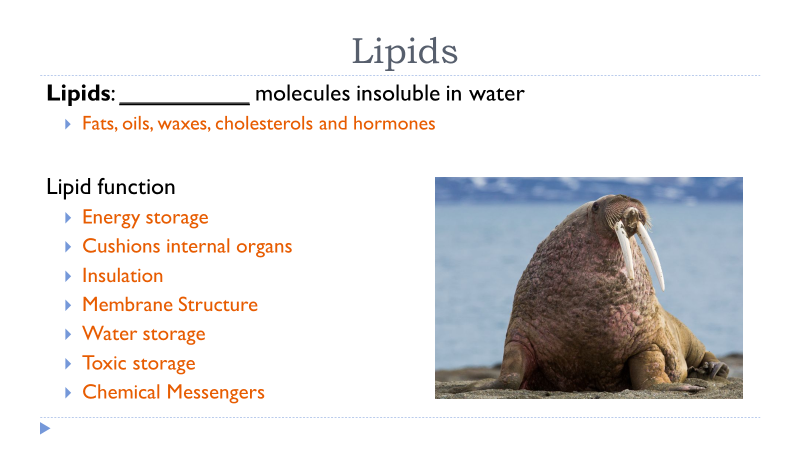 Lipids
Lipids: __________ molecules insoluble in water
Fats, oils, waxes, cholesterols and hormones
Lipid function
Energy storage
Cushions internal organs
Insulation
Membrane Structure
Water storage
Toxic storage
Chemical Messengers